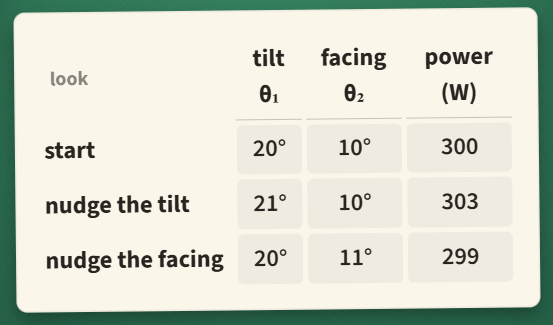 look tilt θ₁ facing θ₂ power (W)
start 20° 10° 300
nudge the tilt 21° 10° 303
nudge the facing 20° 11° 299